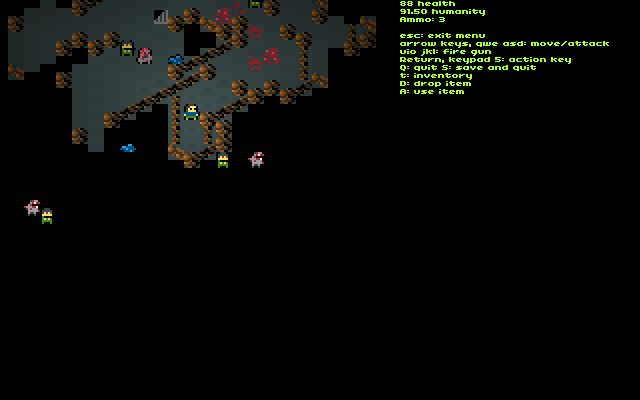 88 health
91.50 humanity
Ammo: 3
esc: exit menu
arrow keys, qwe asd: move/attack
uio jkl: fire gun
Return, keypad 5: action key
Q: quit S: save and quit
t: inventory
D: drop item
A: use item